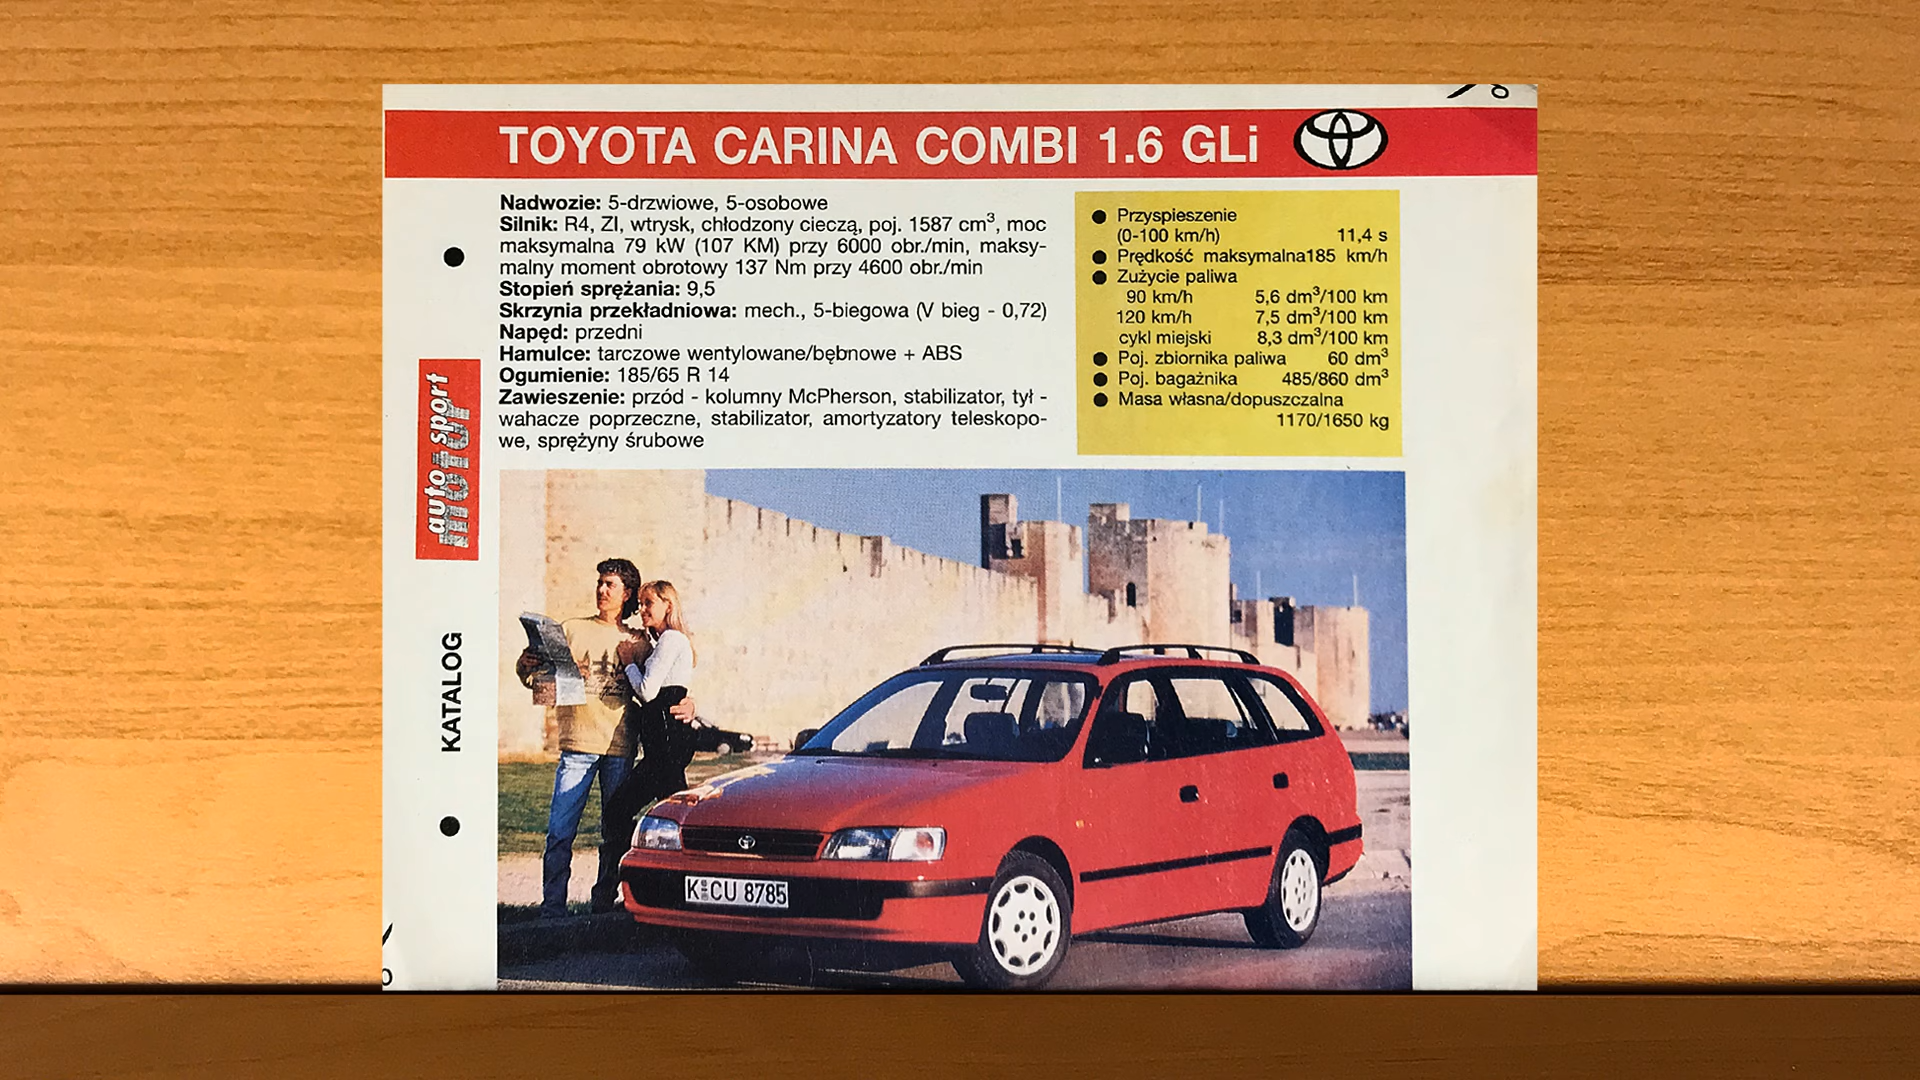 TOYOTA CARINA COMBI 1.6 GLi
Nadwozie: 5-drzwiowe, 5-osobowe
Silnik: R4, ZI, wtrysk, chłodzony cieczą, poj. 1587 cm³, moc
maksymalna 79 kW (107 KM) przy 6000 obr./min, maksy-
malny moment obrotowy 137 Nm przy 4600 obr./min
Stopień sprężania: 9,5
Skrzynia przekładniowa: mech., 5-biegowa (V bieg - 0,72)
Napęd: przedni
Hamulce: tarczowe wentylowane/bębnowe + ABS
Ogumienie: 185/65 R 14
Zawieszenie: przód - kolumny McPherson, stabilizator, tył -
wahacze poprzeczne, stabilizator, amortyzatory teleskopo-
we, sprężyny śrubowe
● Przyspieszenie
(0-100 km/h) 11,4 s
● Prędkość maksymalna185 km/h
● Zużycie paliwa
90 km/h 5,6 dm³/100 km
120 km/h 7,5 dm³/100 km
cykl miejski 8,3 dm³/100 km
● Poj. zbiornika paliwa 60 dm³
● Poj. bagażnika 485/860 dm³
● Masa własna/dopuszczalna
1170/1650 kg
auto sport
motor
KATALOG
K CU 8785